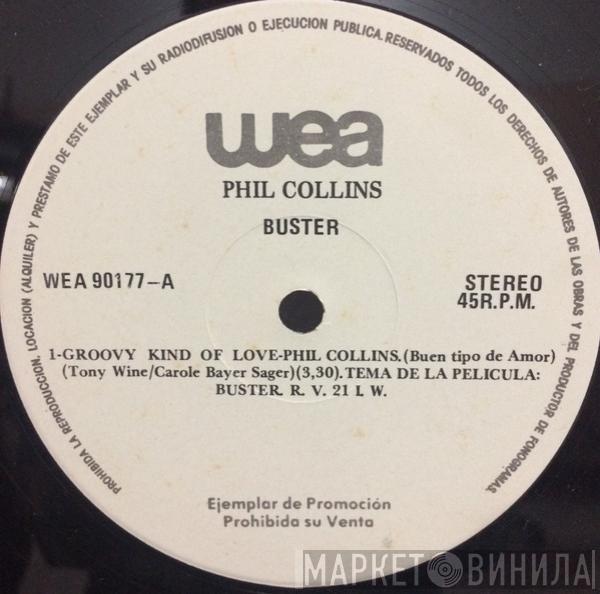 PROHIBIDA LA REPRODUCCION, LOCACION (ALQUILER) Y PRESTAMO DE ESTE EJEMPLAR Y SU RADIODIFUSION O EJECUCION PUBLICA. RESERVADOS TODOS LOS DERECHOS DE AUTORES DE LAS OBRAS Y DEL PRODUCTOR DE FONOGRAMAS.
wea
PHIL COLLINS
BUSTER
WEA 90177-A
STEREO
45R.P.M.
1-GROOVY KIND OF LOVE-PHIL COLLINS.(Buen tipo de Amor)
(Tony Wine/Carole Bayer Sager)(3,30).TEMA DE LA PELICULA:
BUSTER. R. V. 21 I. W.
Ejemplar de Promoción
Prohibida su Venta
МАРКЕТ ВИНИЛА